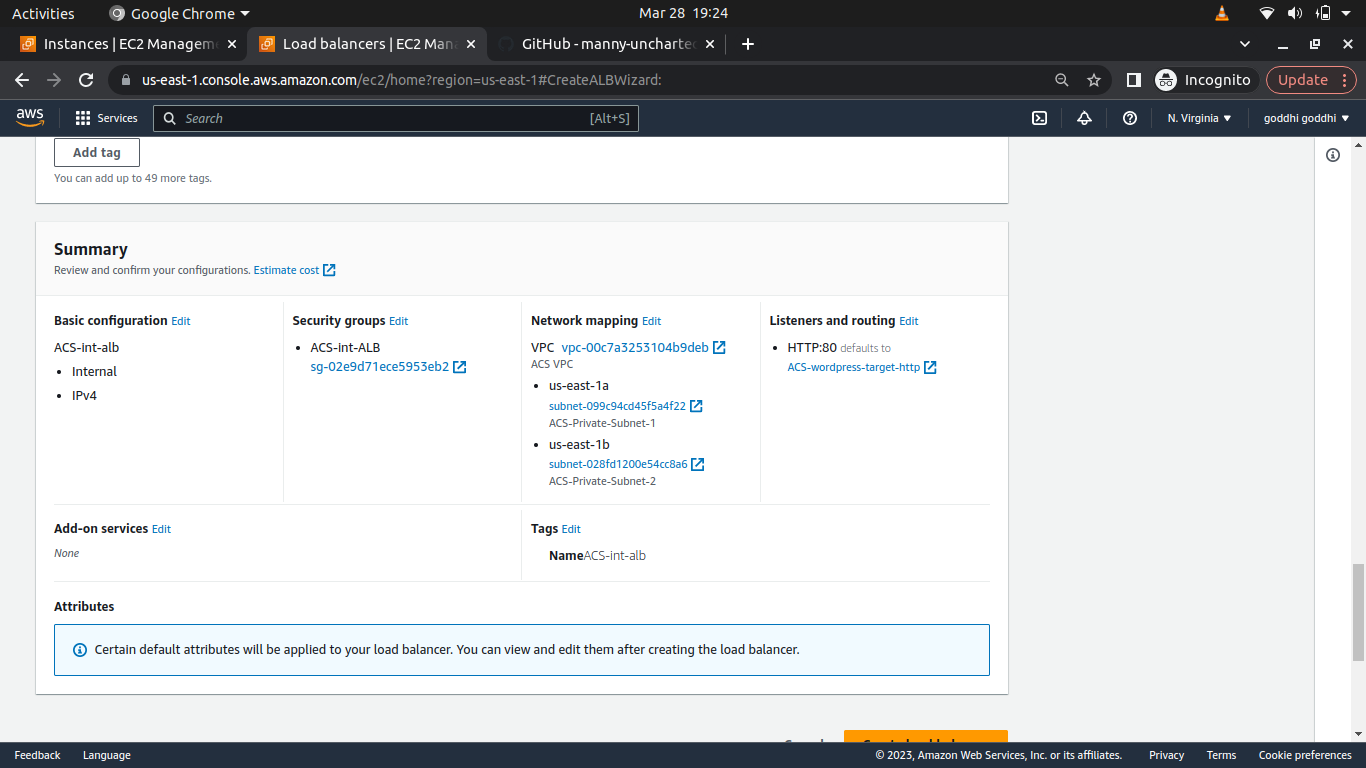 Activities
Google Chrome
Mar 28 19:24
Instances | EC2 Managem
Load balancers | EC2 Man
GitHub - manny-uncharte
us-east-1.console.aws.amazon.com/ec2/home?region=us-east-1#CreateALBWizard:
Incognito
Update
aws
Services
Search
[Alt+S]
N. Virginia
goddhi goddhi
Add tag
You can add up to 49 more tags.
Summary
Review and confirm your configurations. Estimate cost
Basic configuration Edit
ACS-int-alb
• Internal
• IPv4
Security groups Edit
• ACS-int-ALB
sg-02e9d71ece5953eb2
Network mapping Edit
VPC vpc-00c7a3253104b9deb
ACS VPC
• us-east-1a
subnet-099c94cd45f5a4f22
ACS-Private-Subnet-1
• us-east-1b
subnet-028fd1200e54cc8a6
ACS-Private-Subnet-2
Listeners and routing Edit
• HTTP:80 defaults to
ACS-wordpress-target-http
Add-on services Edit
None
Tags Edit
NameACS-int-alb
Attributes
Certain default attributes will be applied to your load balancer. You can view and edit them after creating the load balancer.
Feedback
Language
© 2023, Amazon Web Services, Inc. or its affiliates.
Privacy
Terms
Cookie preferences